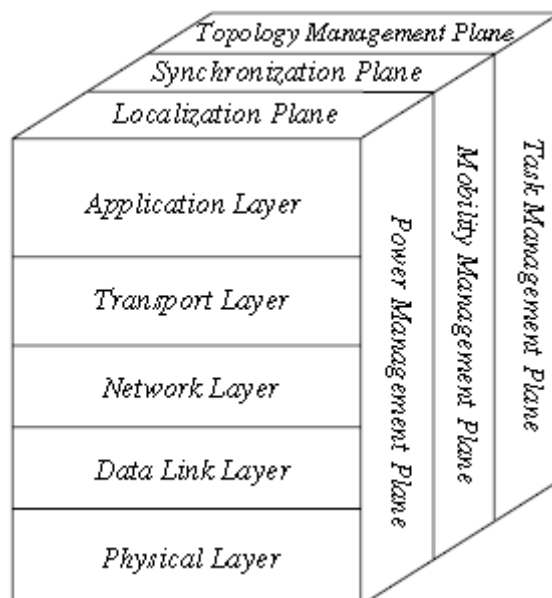 Topology Management Plane
Synchronization Plane
Localization Plane
Application Layer
Transport Layer
Network Layer
Data Link Layer
Physical Layer
Power Management Plane
Mobility Management Plane
Task Management Plane